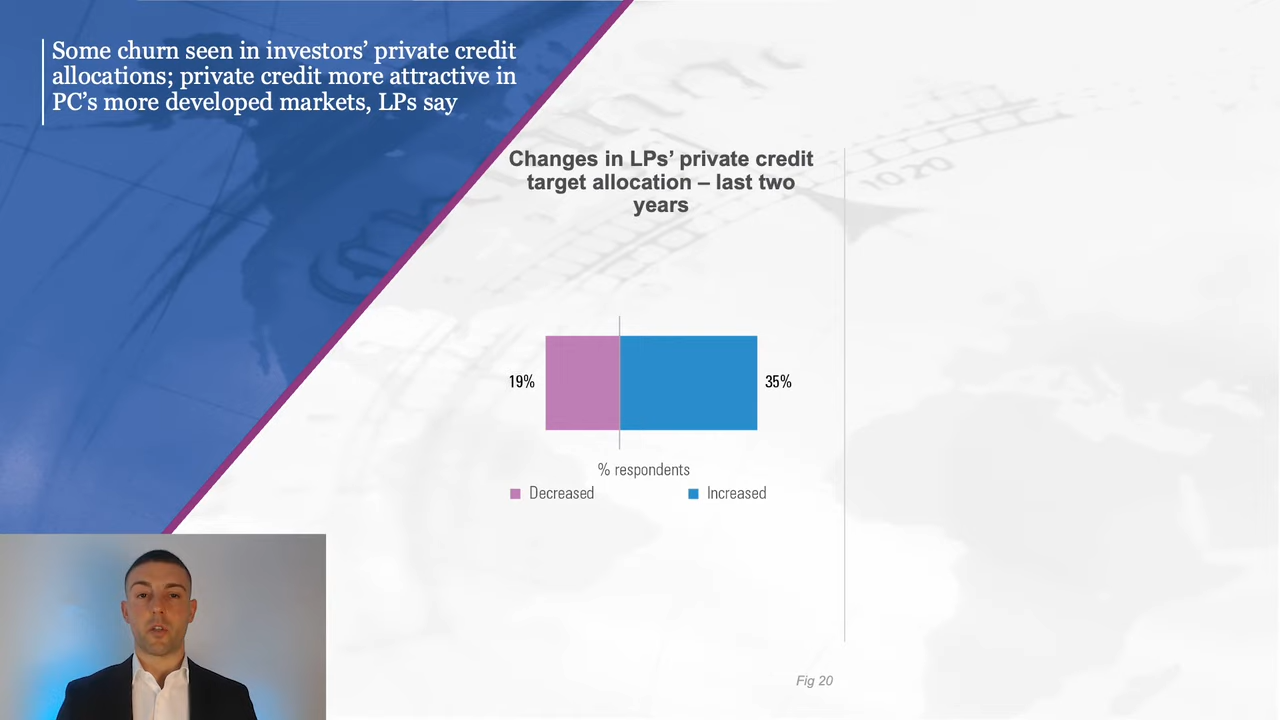 Some churn seen in investors’ private credit
allocations; private credit more attractive in
PC’s more developed markets, LPs say
Changes in LPs’ private credit
target allocation – last two
years
19%
35%
% respondents
Decreased
Increased
Fig 20
1020